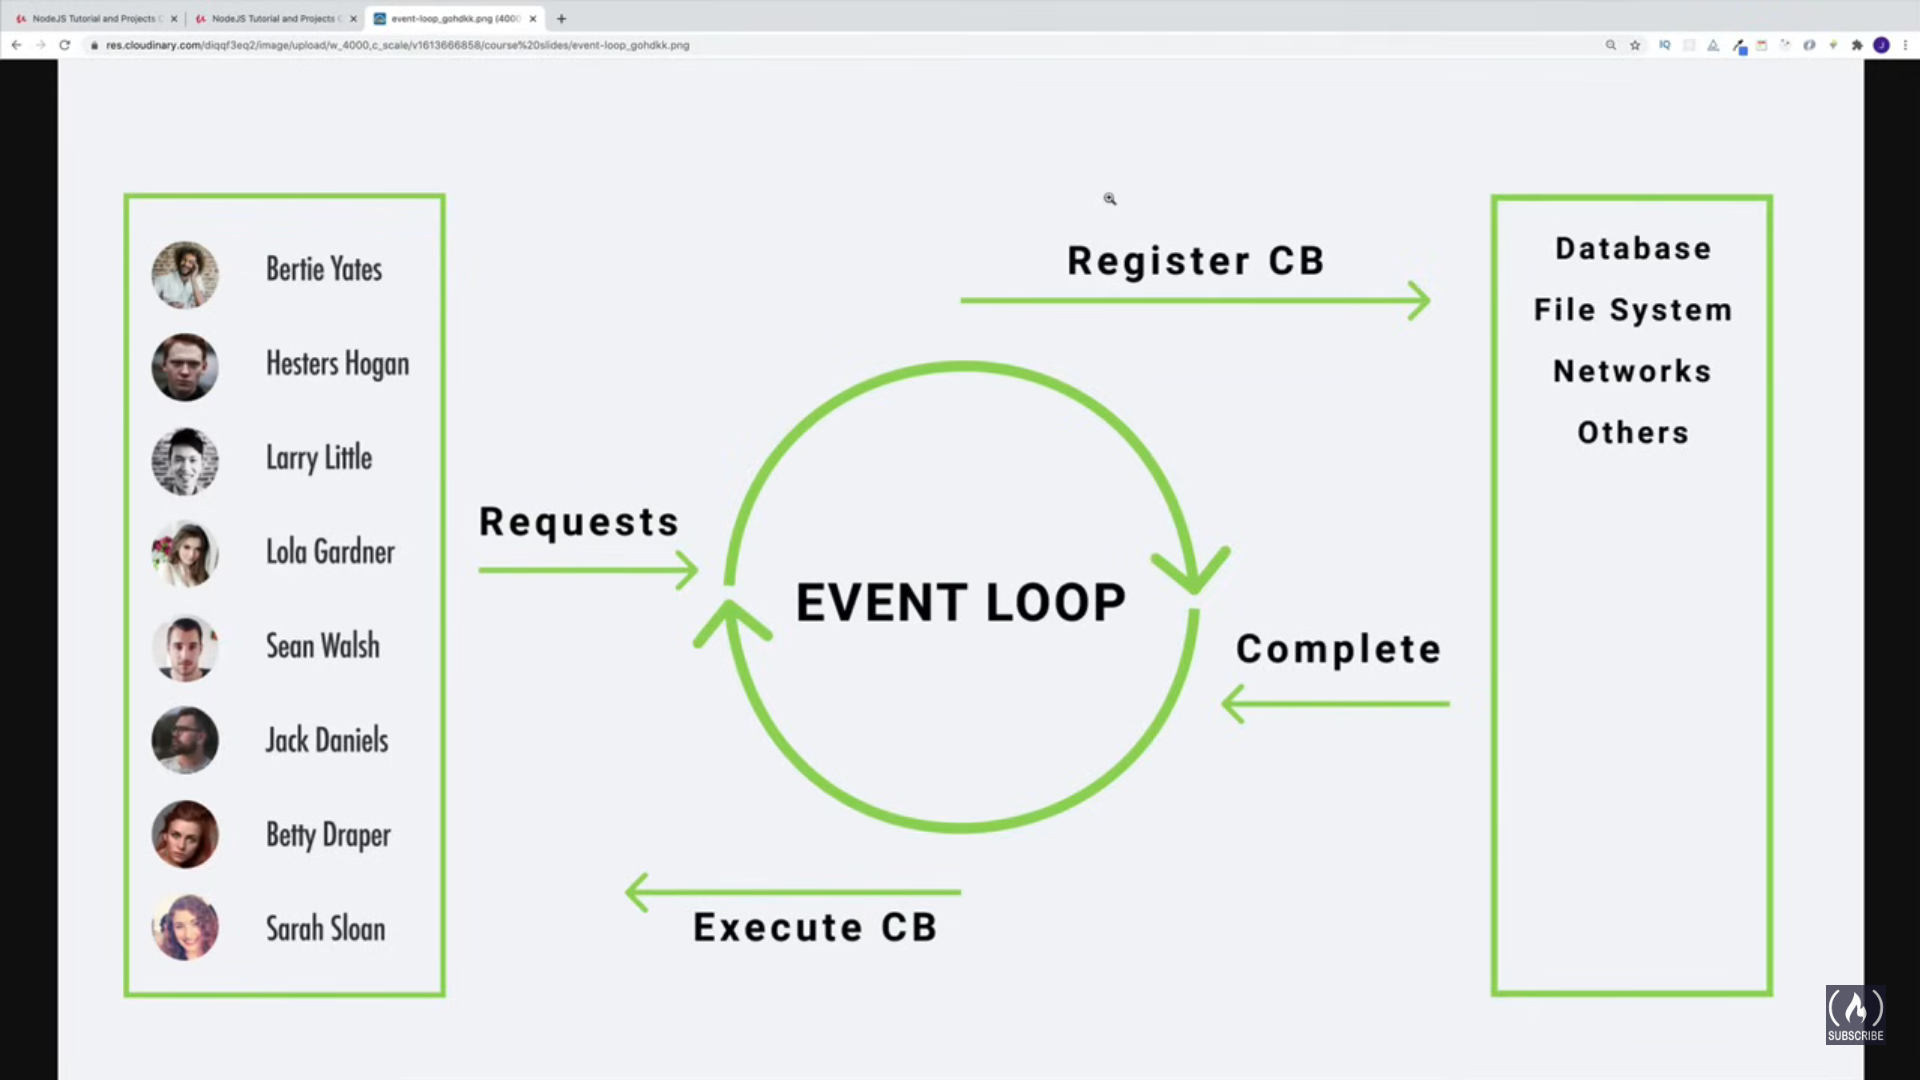 NodeJS Tutorial and Projects C
NodeJS Tutorial and Projects C
event-loop_gohdkk.png (4000
res.cloudinary.com/diqqf3eq2/image/upload/w_4000,c_scale/v1613666858/course%20slides/event-loop_gohdkk.png
IQ
J
Bertie Yates
Hesters Hogan
Larry Little
Lola Gardner
Sean Walsh
Jack Daniels
Betty Draper
Sarah Sloan
Requests
EVENT LOOP
Register CB
Complete
Execute CB
Database
File System
Networks
Others
SUBSCRIBE